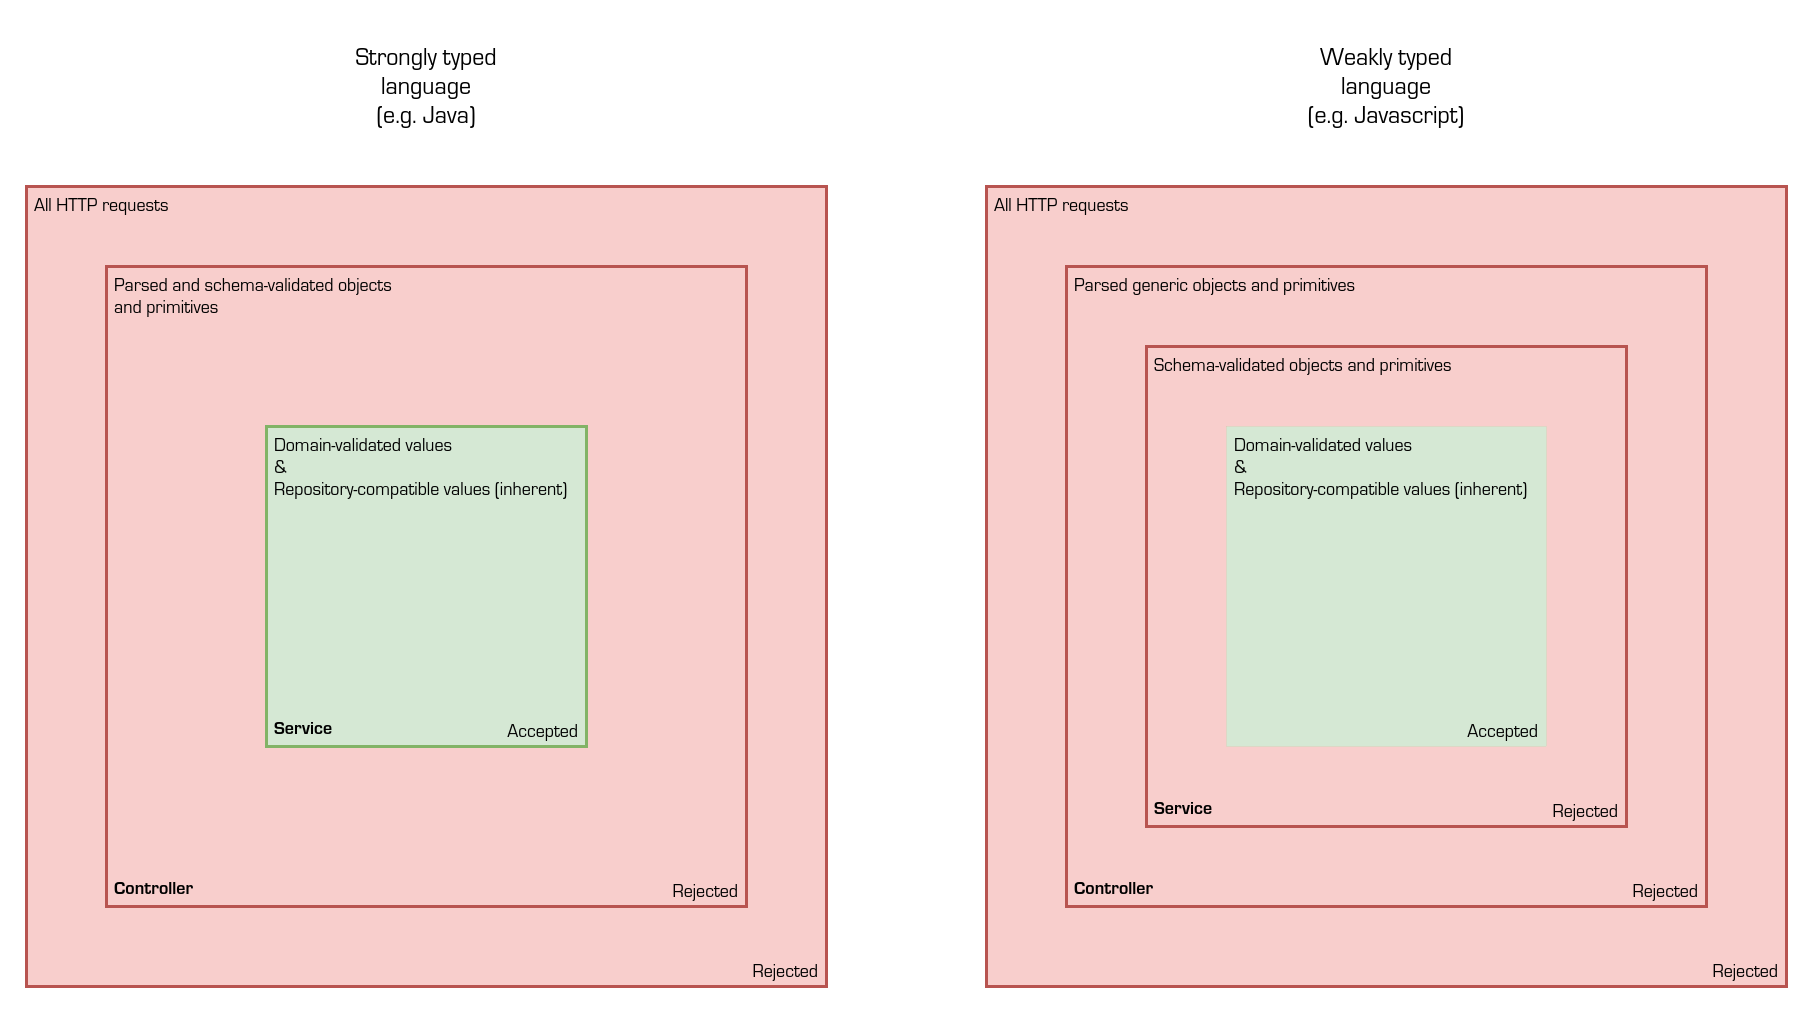 Strongly typed
language
(e.g. Java)
All HTTP requests
Parsed and schema-validated objects
and primitives
Domain-validated values
&
Repository-compatible values (inherent)
Service
Accepted
Controller
Rejected
Rejected
Weakly typed
language
(e.g. Javascript)
All HTTP requests
Parsed generic objects and primitives
Schema-validated objects and primitives
Domain-validated values
&
Repository-compatible values (inherent)
Accepted
Service
Rejected
Controller
Rejected
Rejected